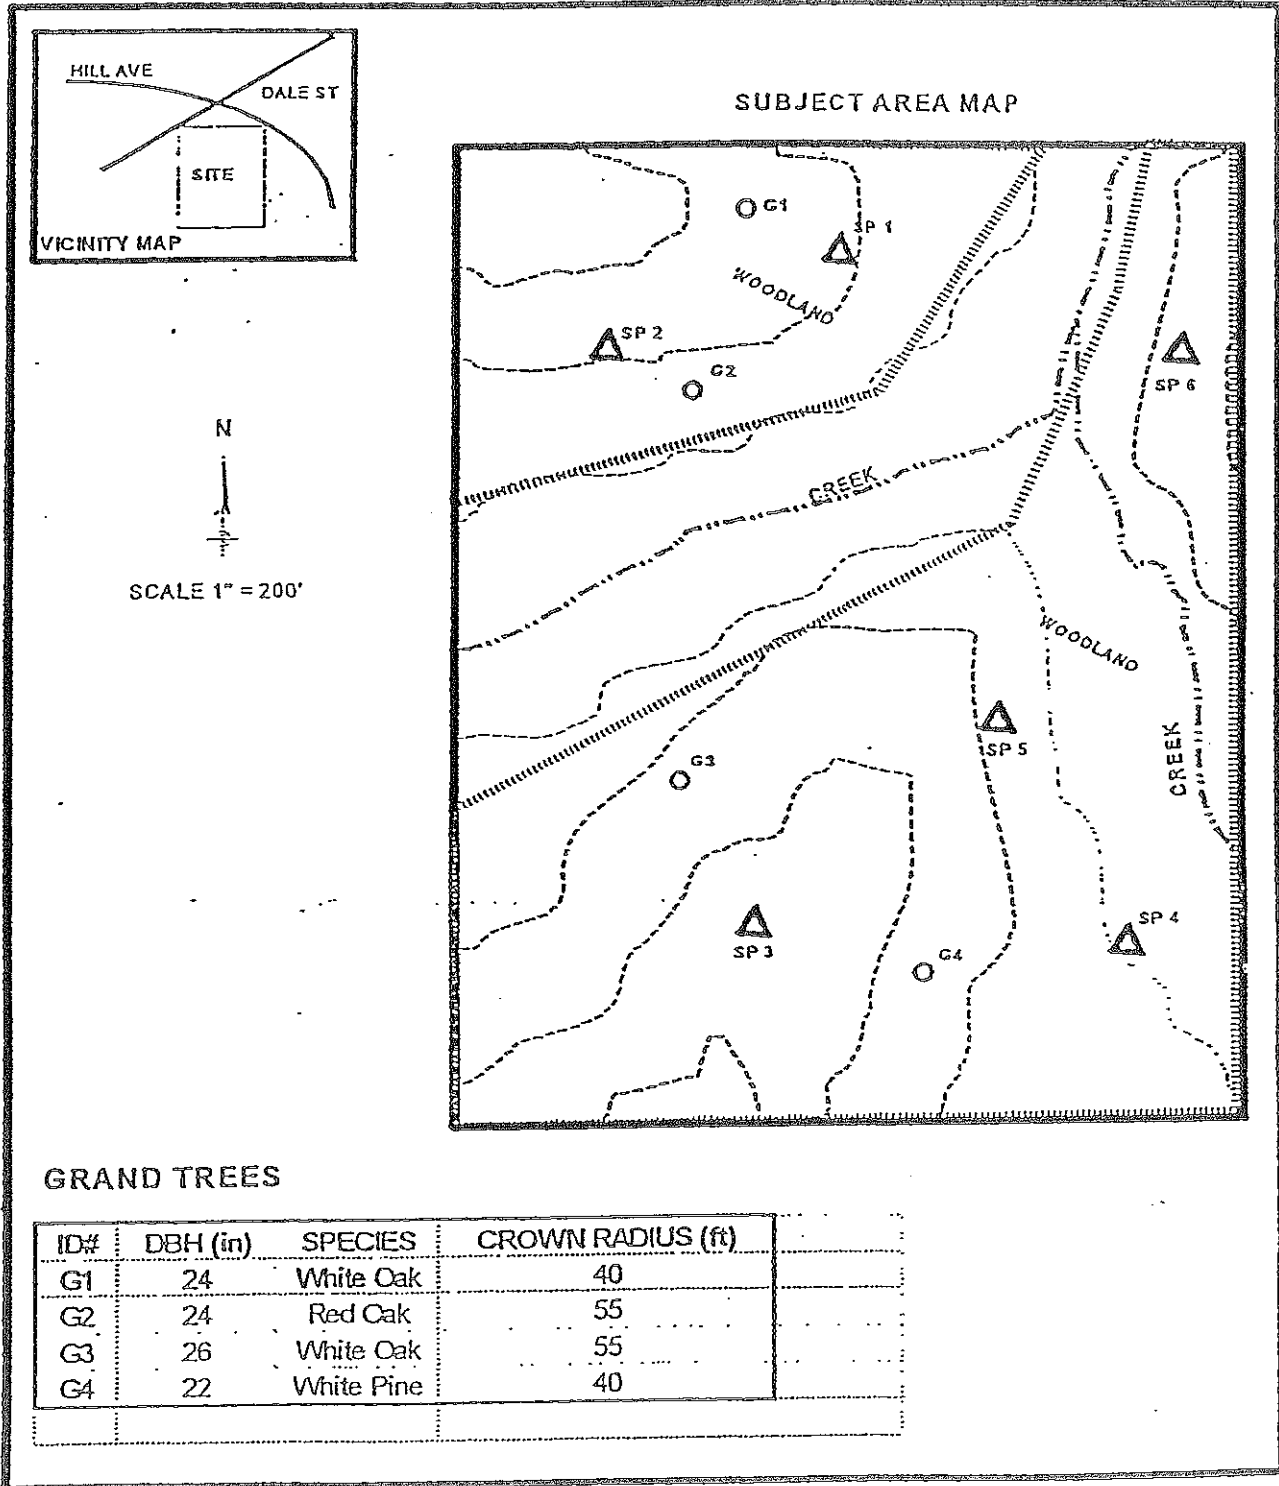 HILL AVE
DALE ST
SITE
VICINITY MAP
SUBJECT AREA MAP
G1
SP 1
WOODLAND
SP 2
G2
SP 6
CREEK
N
SCALE 1" = 200'
WOODLAND
CREEK
SP 5
G3
SP 4
SP 3
G4
GRAND TREES
ID# DBH (in) SPECIES CROWN RADIUS (ft)
G1 24 White Oak 40
G2 24 Red Oak 55
G3 26 White Oak 55
G4 22 White Pine 40